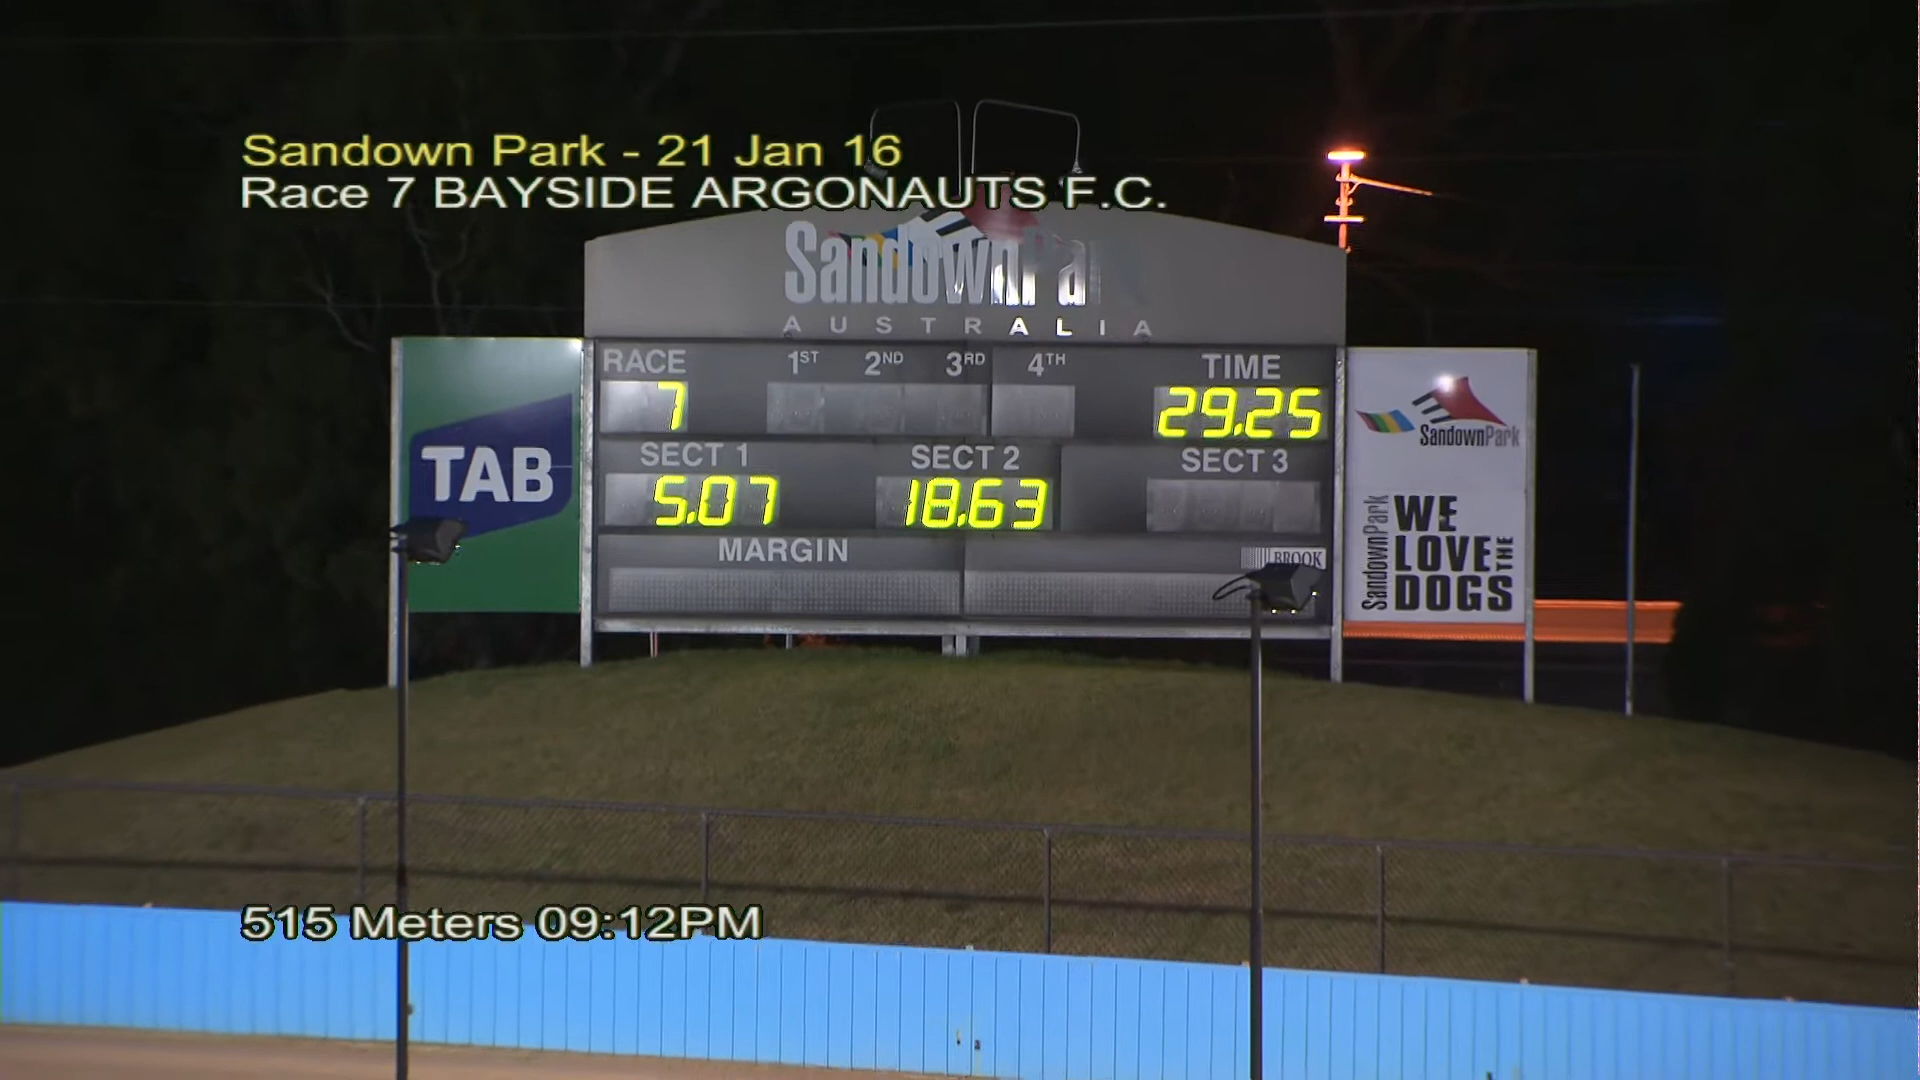 Sandown Park - 21 Jan 16
Race 7 BAYSIDE ARGONAUTS F.C.
SandownPa
AUSTRALIA
RACE 1ST 2ND 3RD 4TH TIME
7 29.25
SECT 1 SECT 2 SECT 3
5.07 18.63
MARGIN
BROOK
TAB
SandownPark
SandownPark
WE
LOVE THE
DOGS
515 Meters 09:12PM